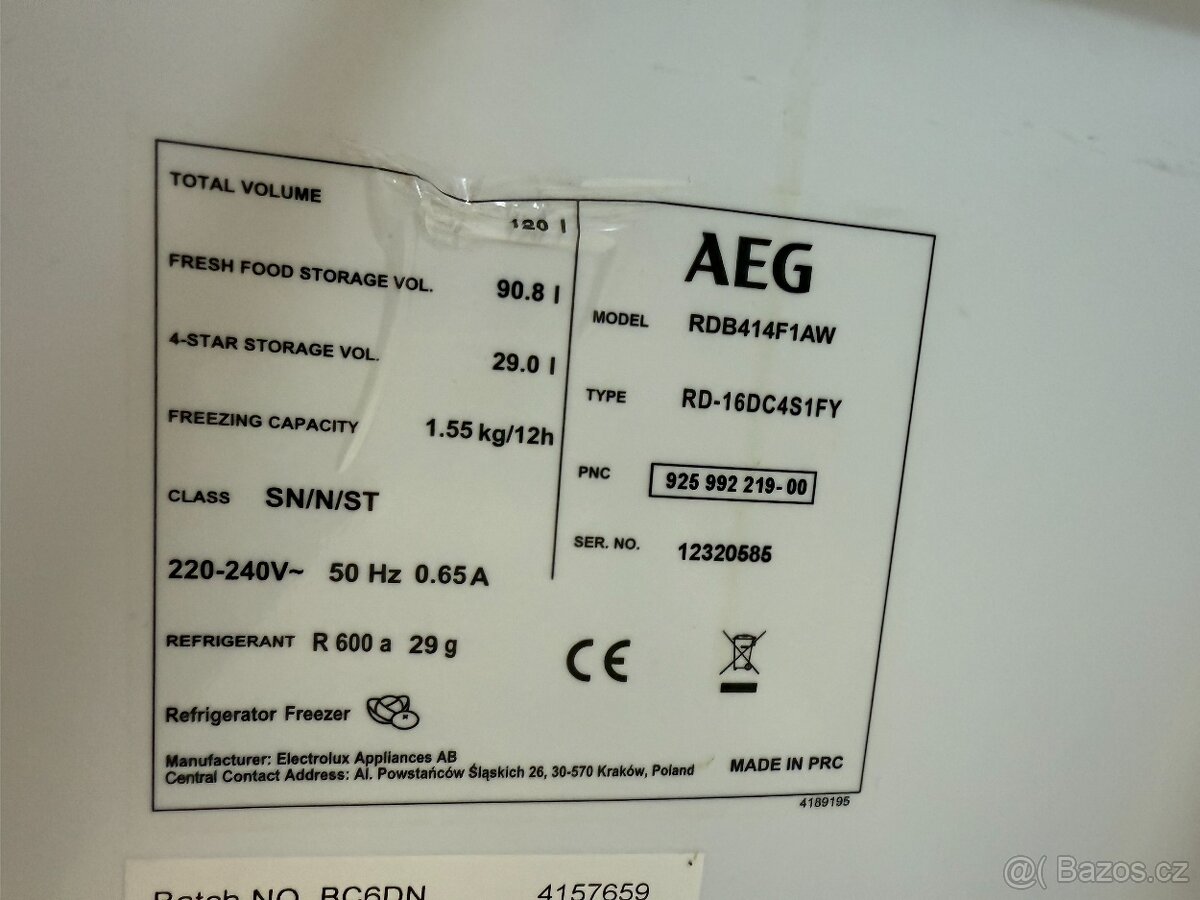 TOTAL VOLUME
120 l
FRESH FOOD STORAGE VOL. 90.8 l
4-STAR STORAGE VOL. 29.0 l
FREEZING CAPACITY 1.55 kg/12h
CLASS SN/N/ST
220-240V~ 50 Hz 0.65 A
REFRIGERANT R 600 a 29 g
Refrigerator Freezer
AEG
MODEL RDB414F1AW
TYPE RD-16DC4S1FY
PNC 925 992 219-00
SER. NO. 12320585
CE
Manufacturer: Electrolux Appliances AB
Central Contact Address: Al. Powstańców Śląskich 26, 30-570 Kraków, Poland
MADE IN PRC
4189195
Batch NO. BC6DN 4157659
@( Bazos.cz